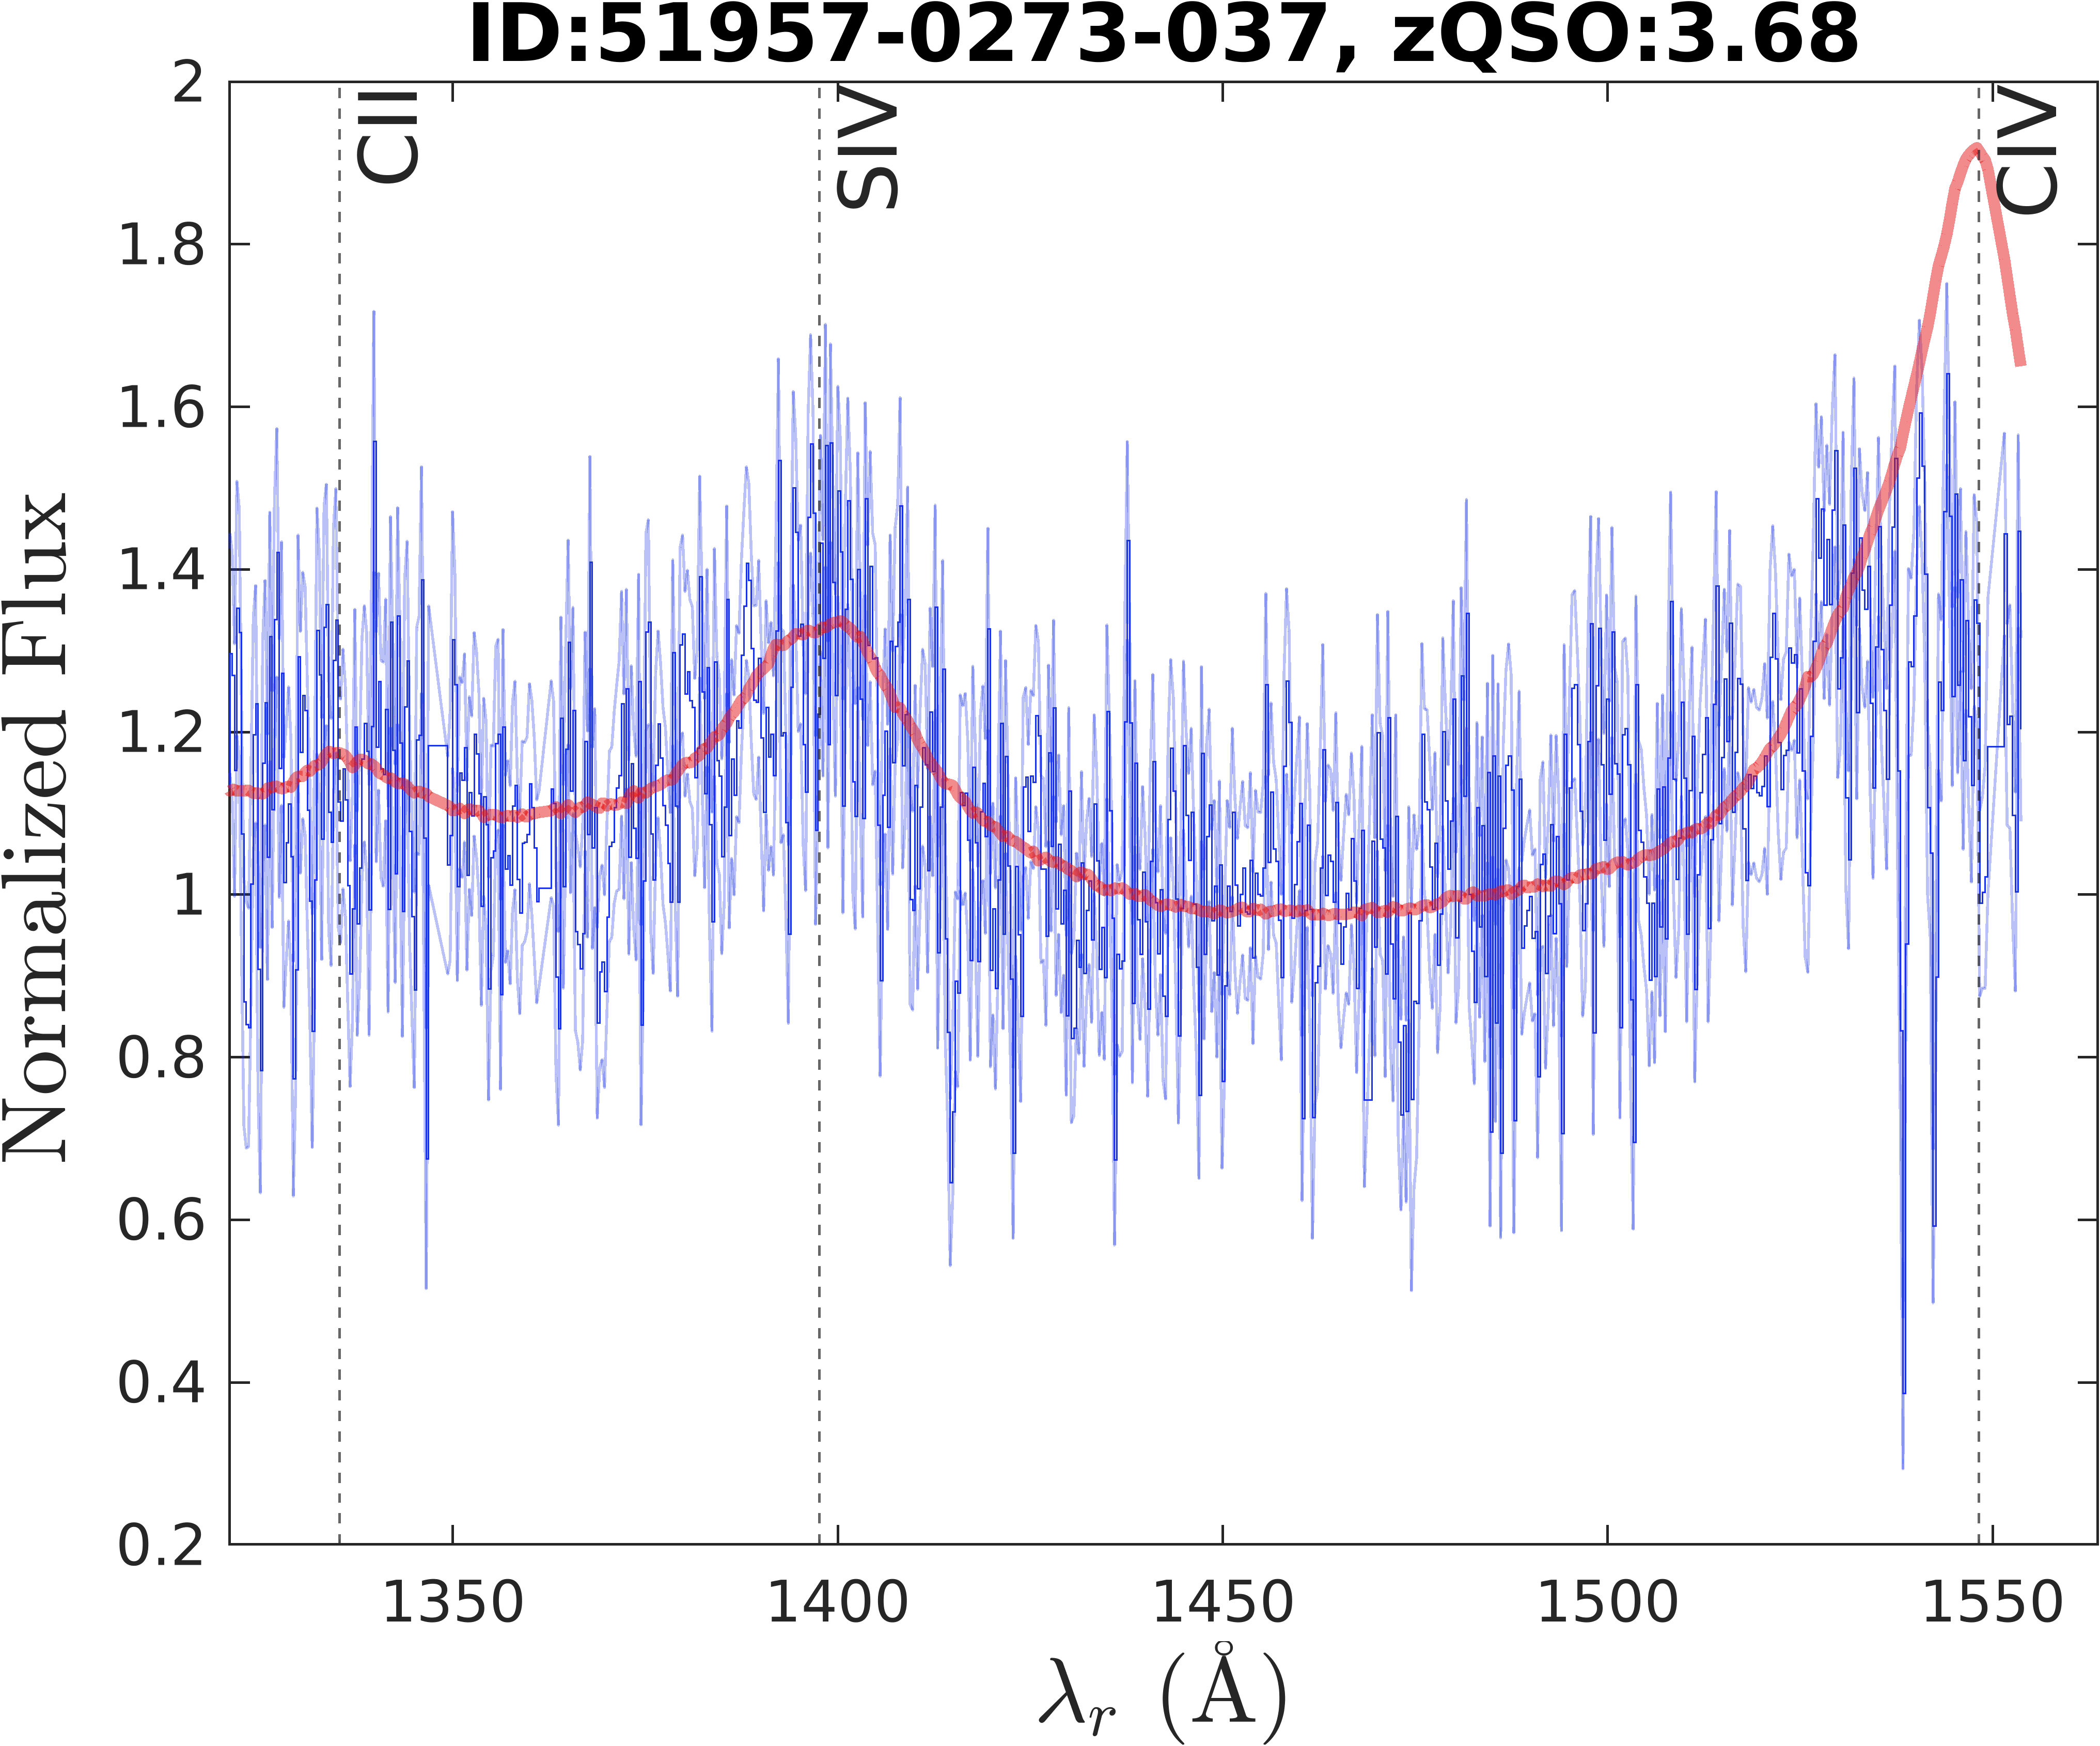 ID:51957-0273-037, zQSO:3.68
2
1.8
1.6
1.4
1.2
1
0.8
0.6
0.4
0.2
Normalized Flux
CII
SIV
CIV
1350
1400
1450
1500
1550
λr (Å)